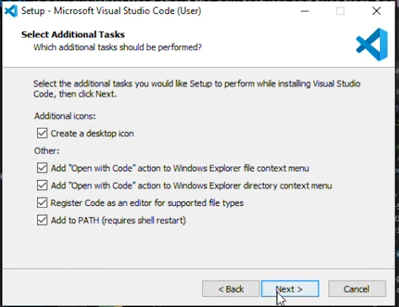 Setup - Microsoft Visual Studio Code (User)
Select Additional Tasks
Which additional tasks should be performed?
Select the additional tasks you would like Setup to perform while installing Visual Studio
Code, then click Next.
Additional icons:
Create a desktop icon
Other:
Add "Open with Code" action to Windows Explorer file context menu
Add "Open with Code" action to Windows Explorer directory context menu
Register Code as an editor for supported file types
Add to PATH (requires shell restart)
< Back
Next >
Cancel